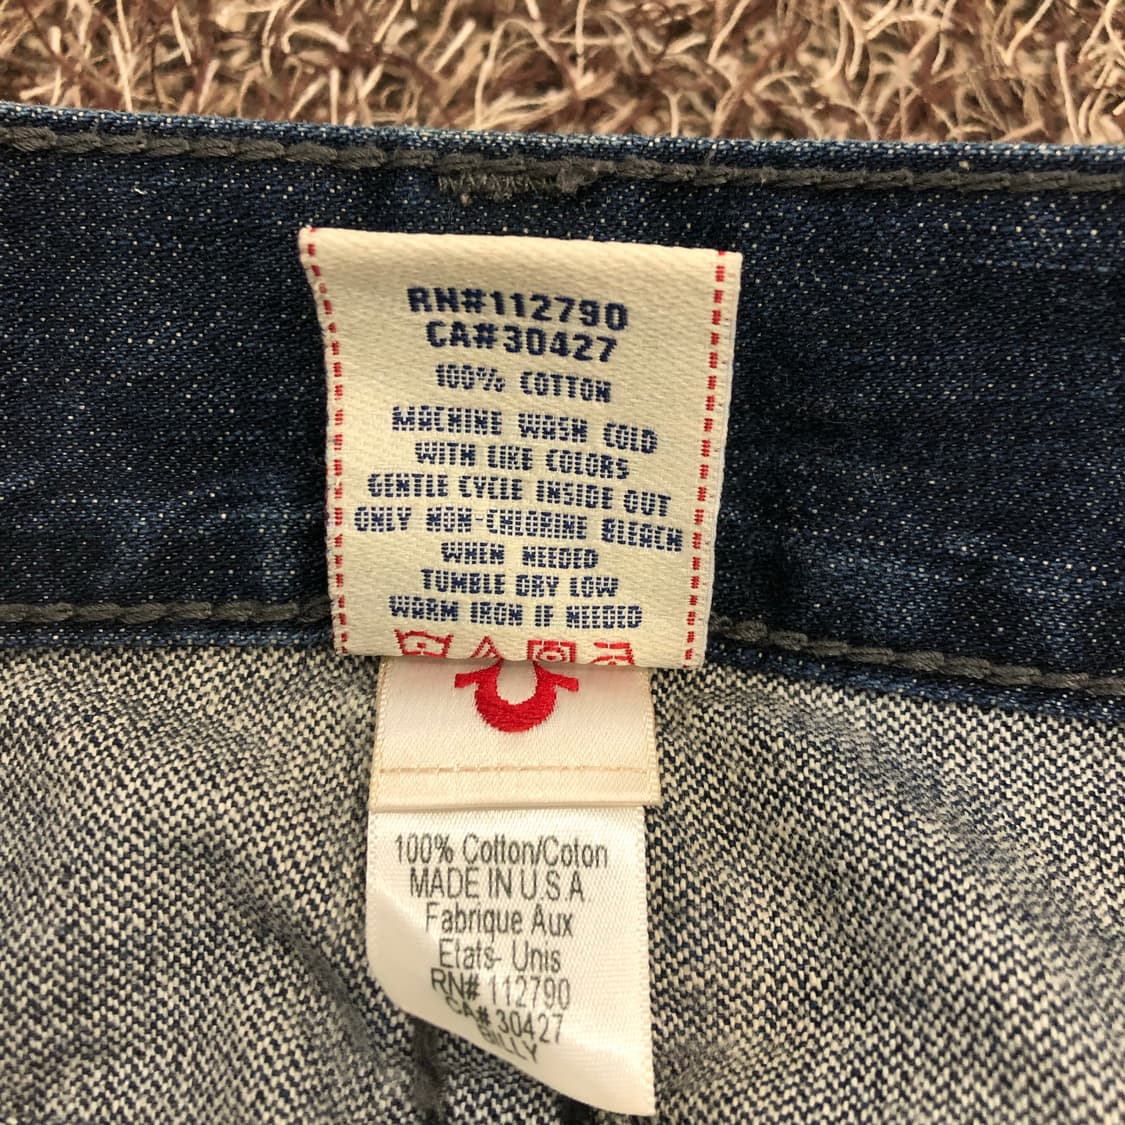 RN#112790
CA#30427
100% COTTON
MACHINE WASH COLD
WITH LIKE COLORS
GENTLE CYCLE INSIDE OUT
ONLY NON-CHLORINE BLEACH
WHEN NEEDED
TUMBLE DRY LOW
WARM IRON IF NEEDED
100% Cotton/Coton
MADE IN U.S.A.
Fabrique Aux
Etats- Unis
RN# 112790
CA# 30427
BILLY